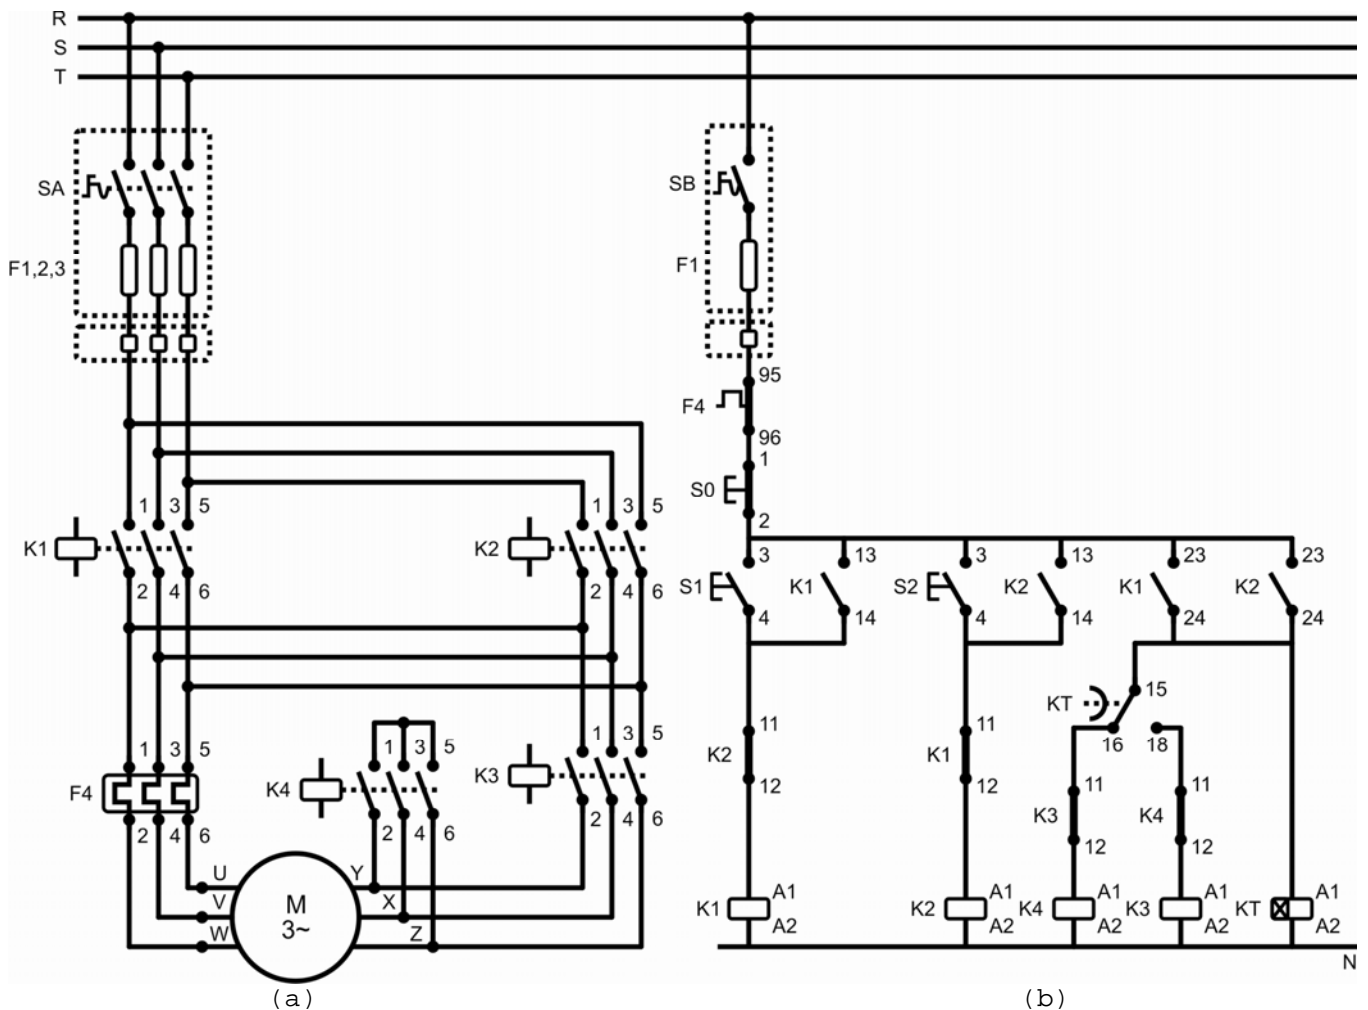 R
S
T
SA
SB
F1,2,3
F1
95
F4
96
1
S0
2
1 3 5
1 3 5
K1
K2
2 4 6
2 4 6
3 13 3 13 23 23
S1 K1 S2 K2 K1 K2
4 14 4 14 24 24
KT 15
16 18
1 3 5
1 3 5
1 3 5
F4
K4
K3
2 4 6
2 4 6
2 4 6
11 11
K2 K1
12 12
11 11
K3 K4
12 12
U
V
W
M
3~
Y
X
Z
K1 A1 K2 A1 K4 A1 K3 A1 KT A1
A2 A2 A2 A2 A2
N
(a) (b)